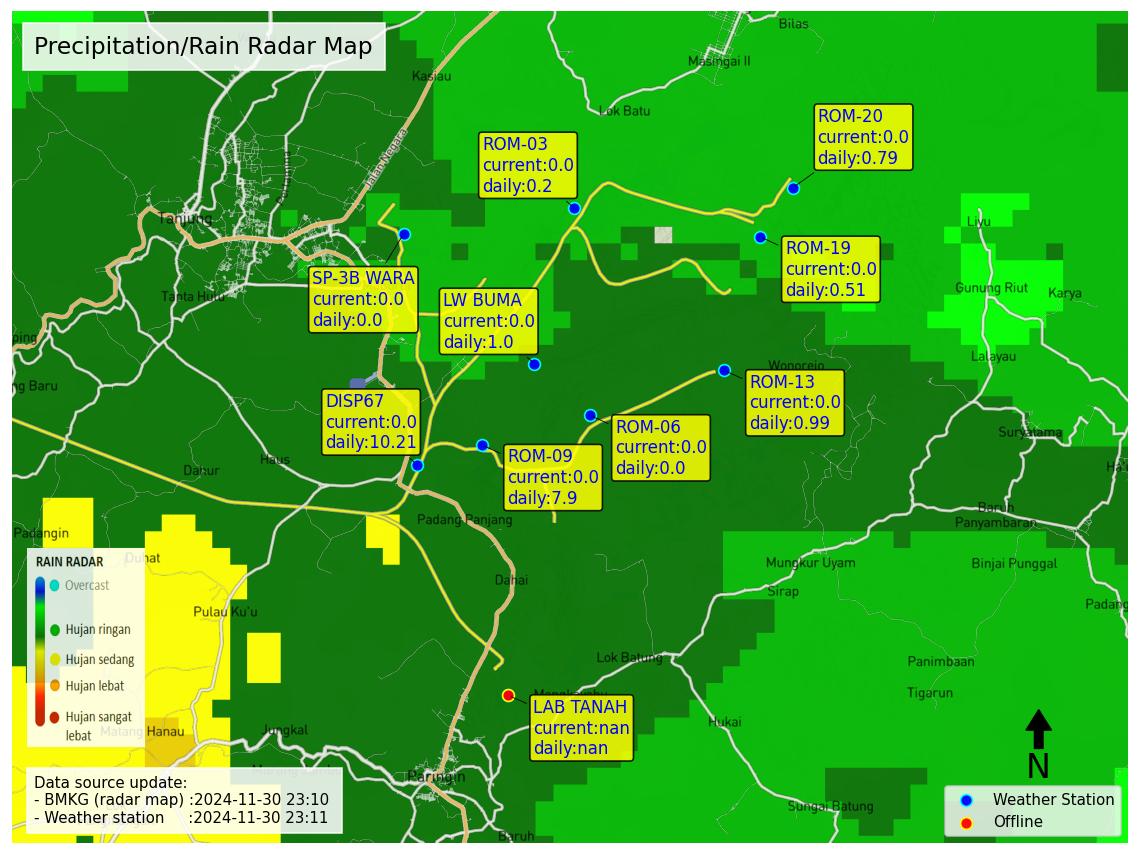 Precipitation/Rain Radar Map
Bilas
Masingai II
Kasiau
Lok Batu
Jalan Negara
ROM-20
current:0.0
daily:0.79
ROM-03
current:0.0
daily:0.2
Tanjung
Liyu
ROM-19
current:0.0
daily:0.51
SP-3B WARA
current:0.0
daily:0.0
LW BUMA
current:0.0
daily:1.0
Tanta Hulu
Gunung Riut
Karya
ping
Lalayau
Wonorejo
ng Baru
ROM-13
current:0.0
daily:0.99
DISP67
current:0.0
daily:10.21
ROM-06
current:0.0
daily:0.0
Suryatama
ROM-09
current:0.0
daily:7.9
Haus
Dahur
Padang Panjang
Baruh
Panyambaran
Padangin
RAIN RADAR
Overcast
Hujan ringan
Hujan sedang
Hujan lebat
Hujan sangat
lebat
Duhat
Mungkur Uyam
Binjai Punggal
Dahai
Sirap
Padang
Pulau Ku'u
Lok Batung
Panimbaan
Tigarun
LAB TANAH
current:nan
daily:nan
Hukai
Matang Hanau
Jungkal
N
Paringin
Data source update:
- BMKG (radar map) :2024-11-30 23:10
- Weather station :2024-11-30 23:11
Sungai Batung
Baruh
Weather Station
Offline